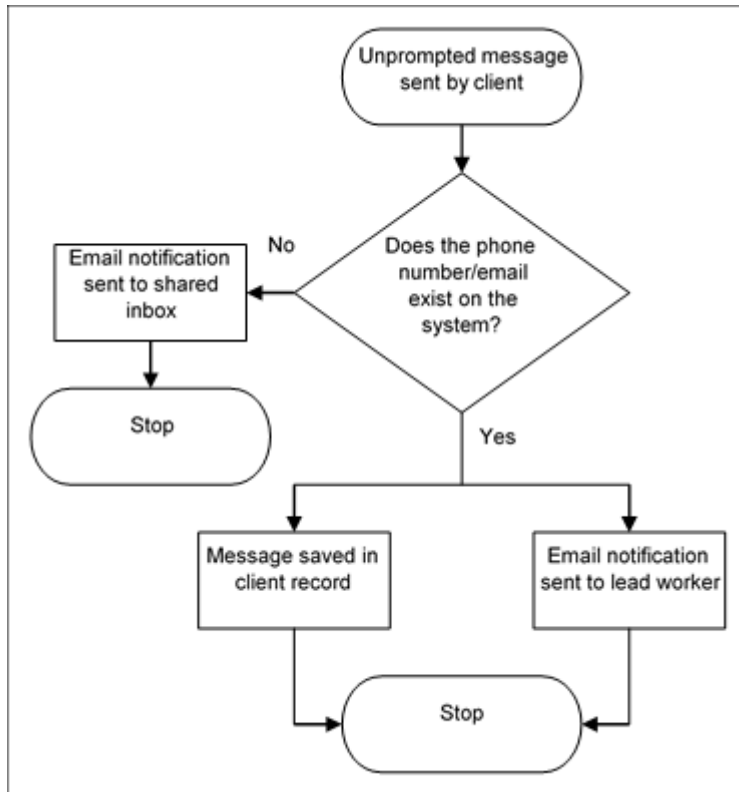 Unprompted message
sent by client
Does the phone
number/email
exist on the
system?
No
Email notification
sent to shared
inbox
Stop
Yes
Message saved in
client record
Email notification
sent to lead worker
Stop